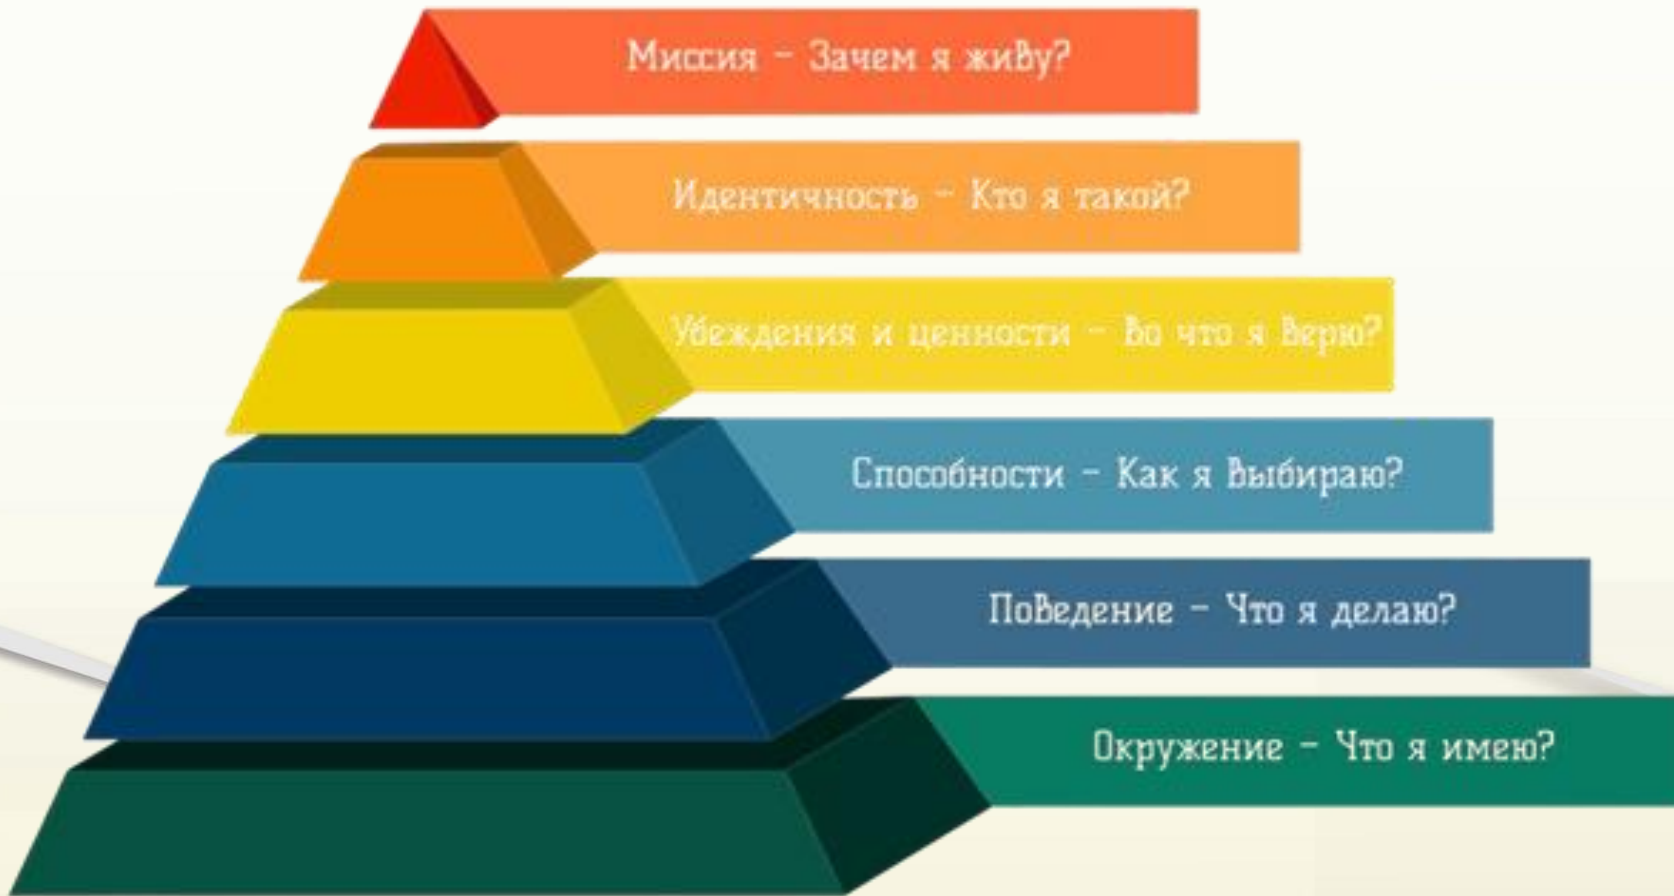 Миссия - Зачем я живу?
Идентичность - Кто я такой?
Убеждения и ценности - Во что я верю?
Способности - Как я выбираю?
Поведение - Что я делаю?
Окружение - Что я имею?